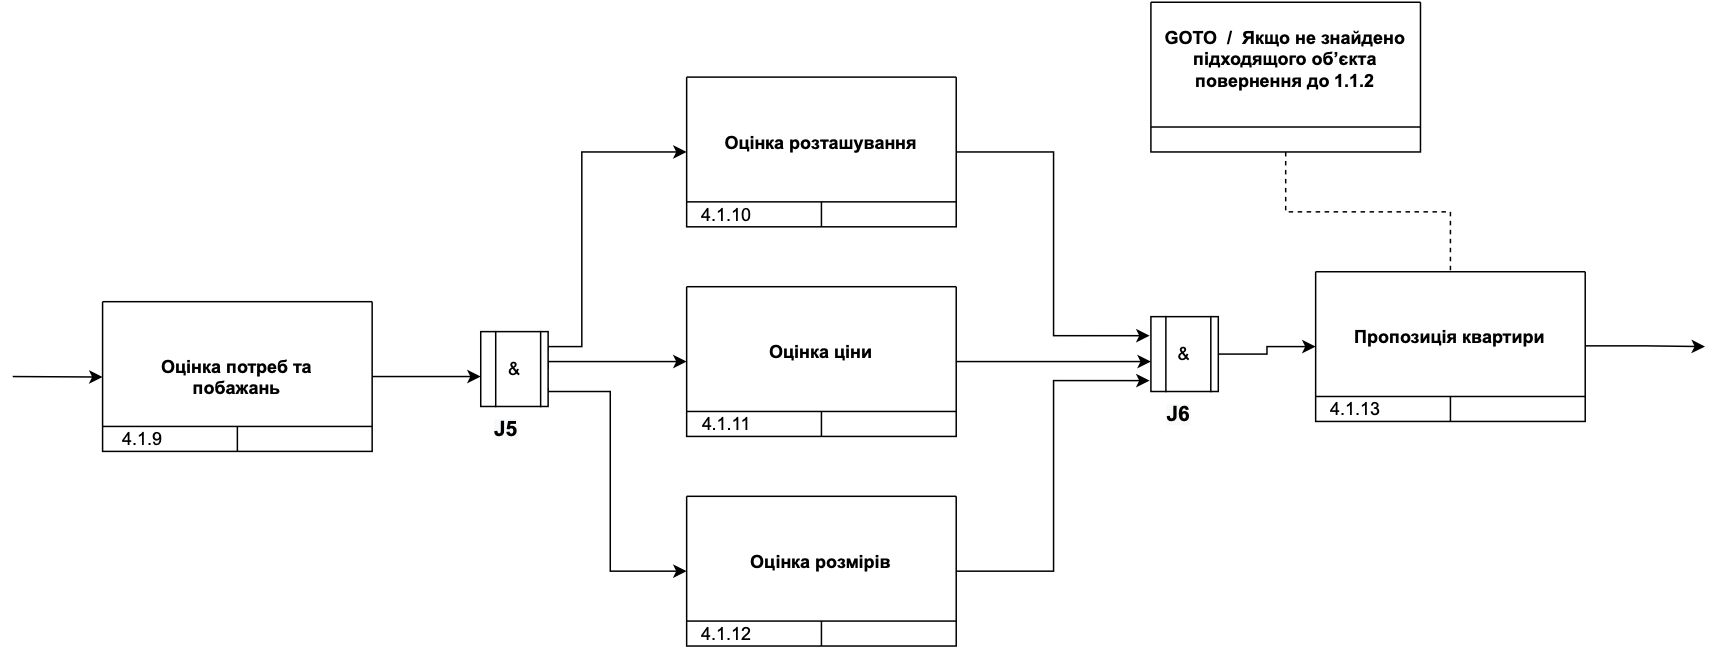 GOTO / Якщо не знайдено
підходящого об’єкта
повернення до 1.1.2
Оцінка розташування
4.1.10
Оцінка потреб та
побажань
4.1.9
&
J5
Оцінка ціни
4.1.11
&
J6
Пропозиція квартири
4.1.13
Оцінка розмірів
4.1.12